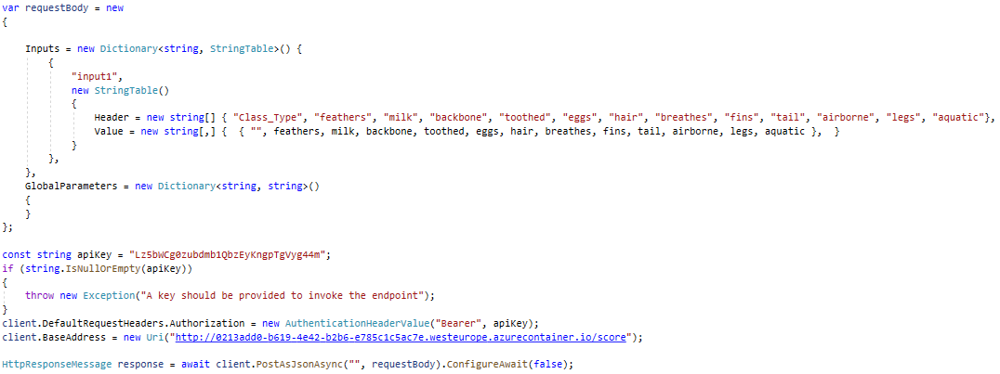 var requestBody = new
{
Inputs = new Dictionary<string, StringTable>() {
{
"input1",
new StringTable()
{
Header = new string[] { "Class_Type", "feathers", "milk", "backbone", "toothed", "eggs", "hair", "breathes", "fins", "tail", "airborne", "legs", "aquatic"},
Value = new string[,] {  { "", feathers, milk, backbone, toothed, eggs, hair, breathes, fins, tail, airborne, legs, aquatic },  }
}
},
},
GlobalParameters = new Dictionary<string, string>()
{
}
};
const string apiKey = "Lz5bWCg0zubdmb1QbzEyKngpTgVyg44m";
if (string.IsNullOrEmpty(apiKey))
{
throw new Exception("A key should be provided to invoke the endpoint");
}
client.DefaultRequestHeaders.Authorization = new AuthenticationHeaderValue("Bearer", apiKey);
client.BaseAddress = new Uri("http://0213add0-b619-4e42-b2b6-e785c1c5ac7e.westeurope.azurecontainer.io/score");
HttpResponseMessage response = await client.PostAsJsonAsync("", requestBody).ConfigureAwait(false);